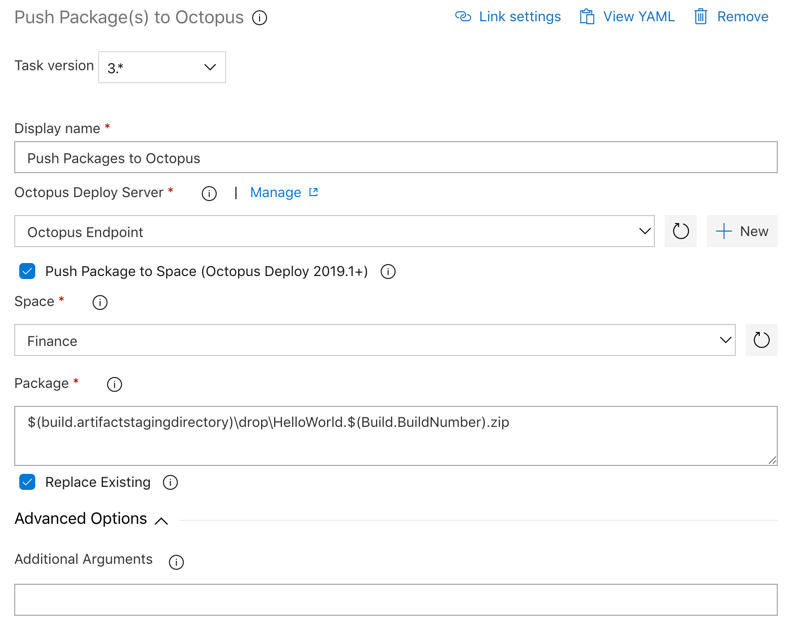 Push Package(s) to Octopus
Link settings View YAML Remove
Task version 3.*
Display name *
Push Packages to Octopus
Octopus Deploy Server * | Manage
Octopus Endpoint
New
Push Package to Space (Octopus Deploy 2019.1+)
Space *
Finance
Package *
$(build.artifactstagingdirectory)\drop\HelloWorld.$(Build.BuildNumber).zip
Replace Existing
Advanced Options
Additional Arguments